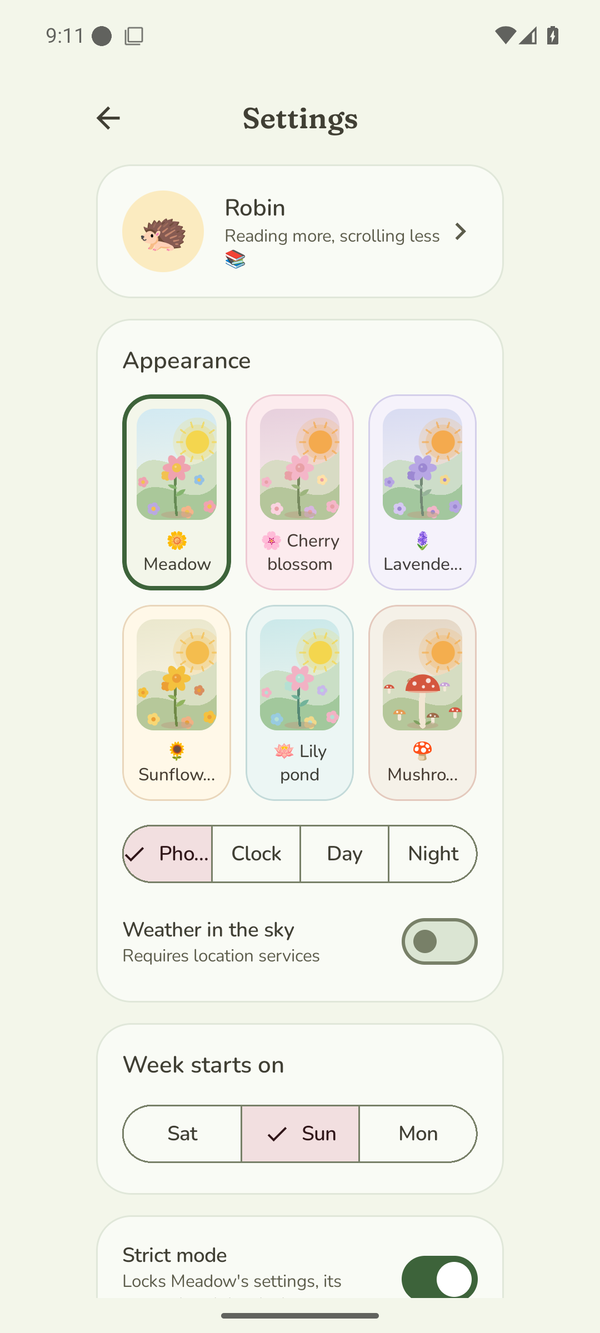 9:11
Settings
Robin
Reading more, scrolling less
📚
Appearance
🌼
Meadow
🌸 Cherry
blossom
🪻
Lavende...
🌻
Sunflow...
🪷 Lily
pond
🍄
Mushro...
Pho...
Clock
Day
Night
Weather in the sky
Requires location services
Week starts on
Sat
Sun
Mon
Strict mode
Locks Meadow's settings, its